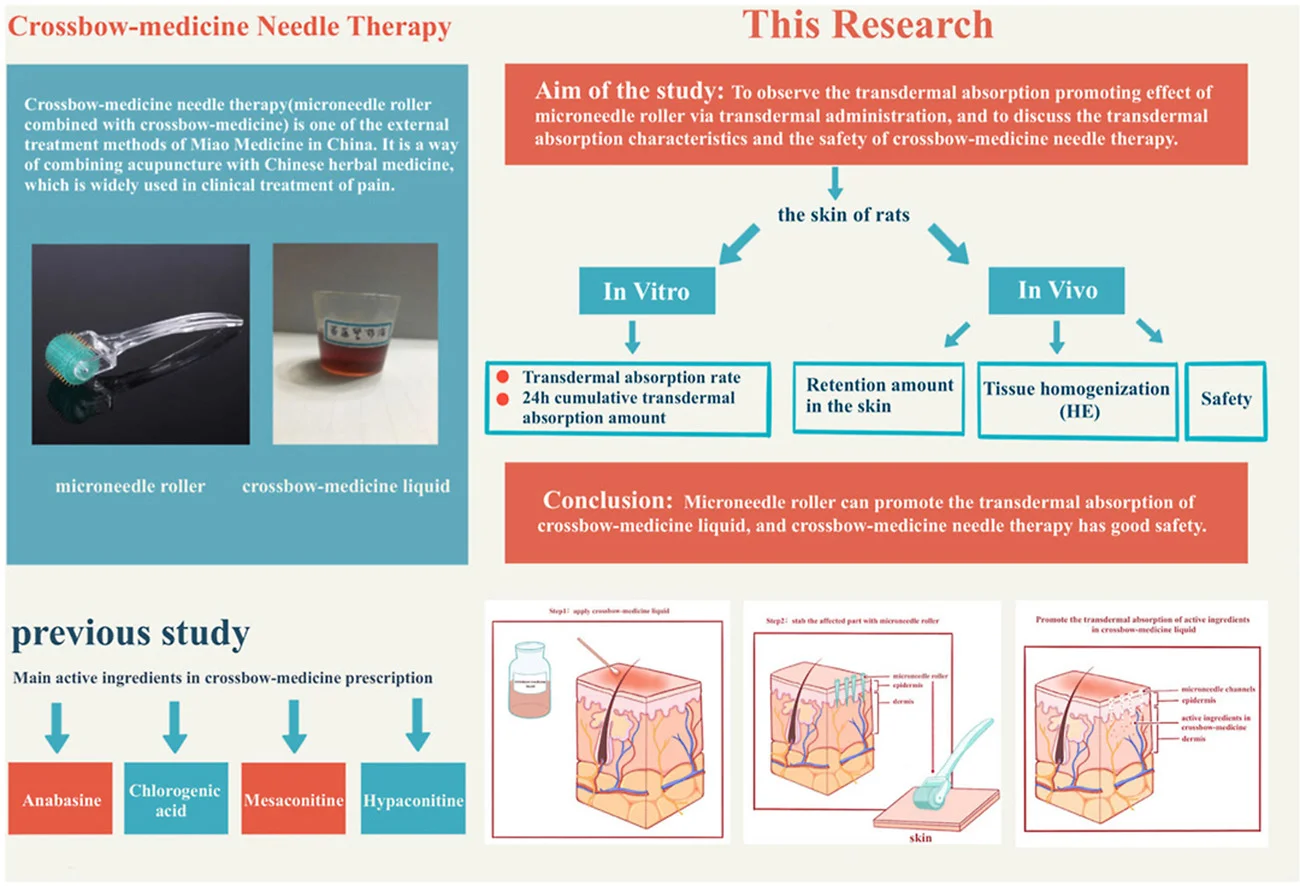 Crossbow-medicine Needle Therapy
Crossbow-medicine needle therapy(microneedle roller
combined with crossbow-medicine) is one of the external
treatment methods of Miao Medicine in China. It is a way
of combining acupuncture with Chinese herbal medicine,
which is widely used in clinical treatment of pain.
microneedle roller
crossbow-medicine liquid
previous study
Main active ingredients in crossbow-medicine prescription
Anabasine
Chlorogenic
acid
Mesaconitine
Hypaconitine
This Research
Aim of the study: To observe the transdermal absorption promoting effect of
microneedle roller via transdermal administration, and to discuss the transdermal
absorption characteristics and the safety of crossbow-medicine needle therapy.
the skin of rats
In Vitro
In Vivo
Transdermal absorption rate
24h cumulative transdermal
absorption amount
Retention amount
in the skin
Tissue homogenization
(HE)
Safety
Conclusion: Microneedle roller can promote the transdermal absorption of
crossbow-medicine liquid, and crossbow-medicine needle therapy has good safety.
Step1: apply crossbow-medicine liquid
Step2: stab the affected part with microneedle roller
microneedle roller
epidermis
dermis
skin
Promote the transdermal absorption of active ingredients
in crossbow-medicine liquid
microneedle channels
epidermis
active ingredients in
crossbow-medicine
dermis